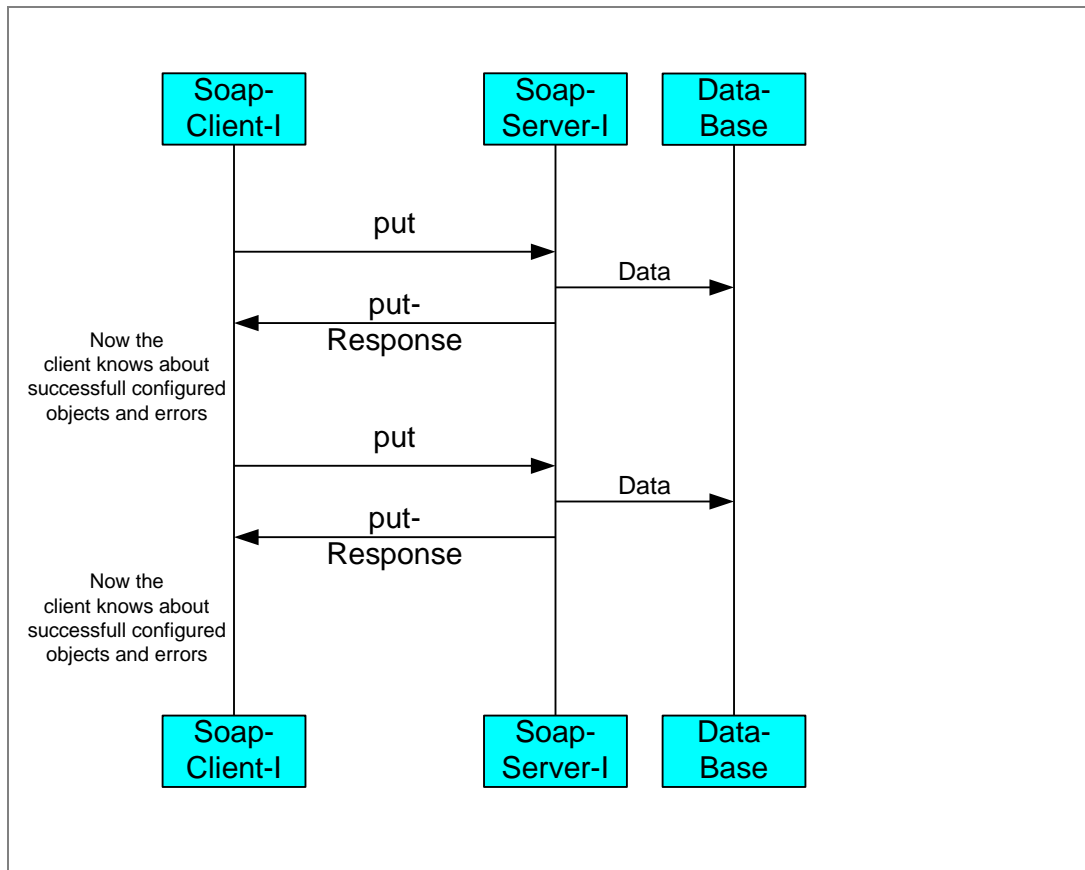 Soap-
Client-I
Soap-
Server-I
Data-
Base
put
Data
put-
Response
Now the
client knows about
successfull configured
objects and errors
put
Data
put-
Response
Now the
client knows about
successfull configured
objects and errors
Soap-
Client-I
Soap-
Server-I
Data-
Base